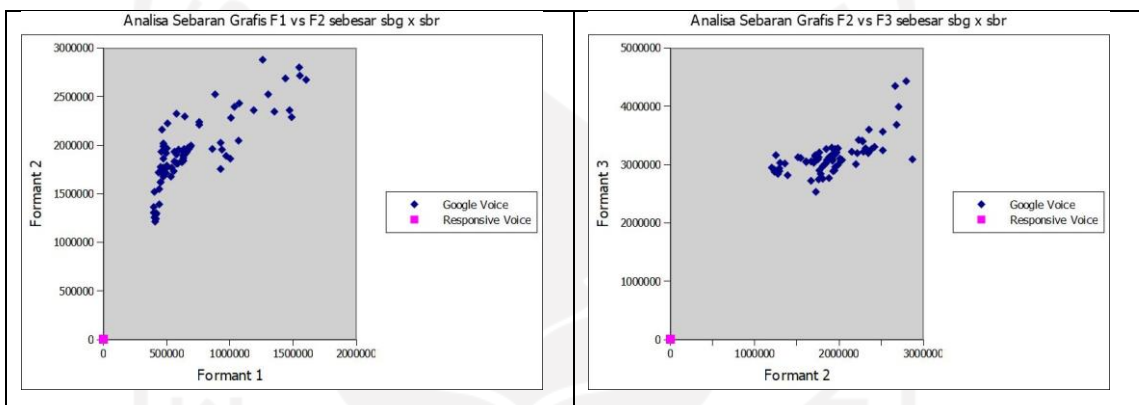 Analisa Sebaran Grafis F1 vs F2 sebesar sbg x sbr
3000000
2500000
2000000
1500000
1000000
500000
0
Formant 2
0
500000
1000000
1500000
2000000
Formant 1
Google Voice
Responsive Voice
Analisa Sebaran Grafis F2 vs F3 sebesar sbg x sbr
5000000
4000000
3000000
2000000
1000000
0
Formant 3
0
1000000
2000000
3000000
Formant 2
Google Voice
Responsive Voice